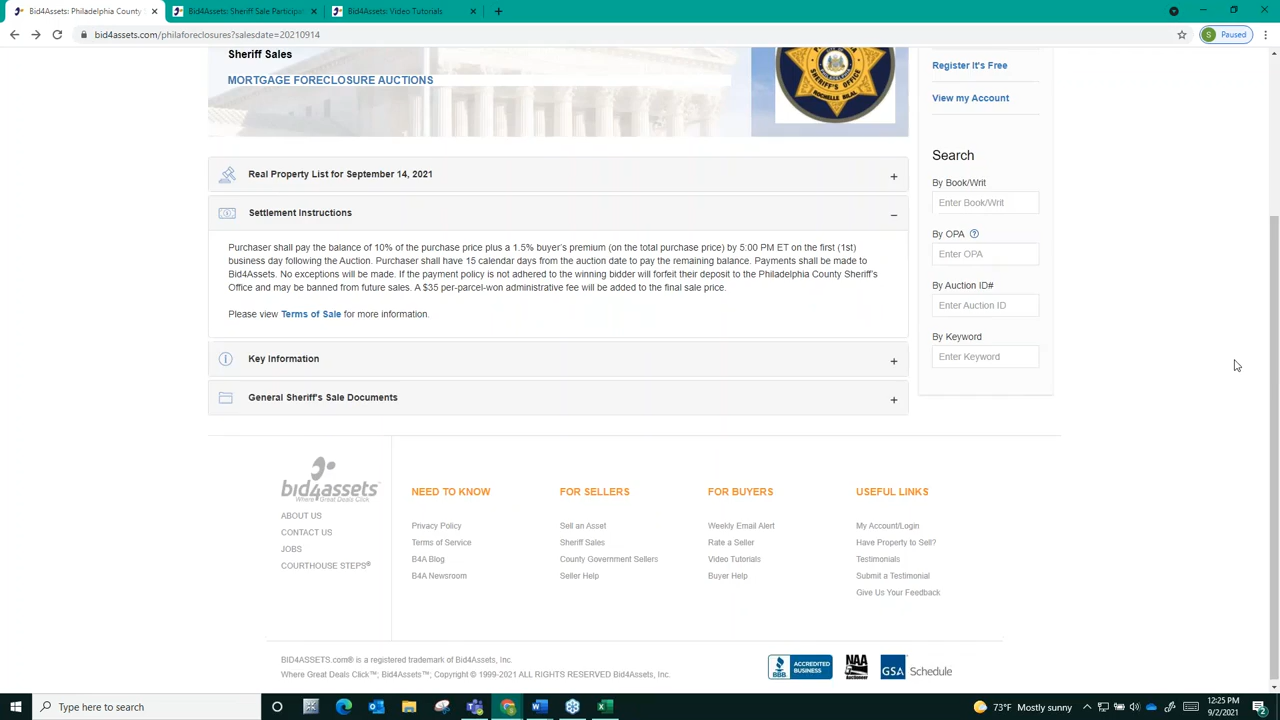 Bid4Assets: Philadelphia County
Bid4Assets: Sheriff Sale Participa
Bid4Assets: Video Tutorials
bid4assets.com/philaforeclosures?salesdate=20210914
S Paused
Sheriff Sales
MORTGAGE FORECLOSURE AUCTIONS
SHERIFF'S OFFICE
ROCHELLE BILAL
Register It's Free
View my Account
Search
By Book/Writ
Enter Book/Writ
By OPA ?
Enter OPA
By Auction ID#
Enter Auction ID
By Keyword
Enter Keyword
Real Property List for September 14, 2021 +
Settlement Instructions −
Purchaser shall pay the balance of 10% of the purchase price plus a 1.5% buyer's premium (on the total purchase price) by 5:00 PM ET on the first (1st)
business day following the Auction. Purchaser shall have 15 calendar days from the auction date to pay the remaining balance. Payments shall be made to
Bid4Assets. No exceptions will be made. If the payment policy is not adhered to the winning bidder will forfeit their deposit to the Philadelphia County Sheriff's
Office and may be banned from future sales. A $35 per-parcel-won administrative fee will be added to the final sale price.
Please view Terms of Sale for more information.
Key Information +
General Sheriff's Sale Documents +
bid4assets™
Where Great Deals Click™
ABOUT US
CONTACT US
JOBS
COURTHOUSE STEPS®
NEED TO KNOW
Privacy Policy
Terms of Service
B4A Blog
B4A Newsroom
FOR SELLERS
Sell an Asset
Sheriff Sales
County Government Sellers
Seller Help
FOR BUYERS
Weekly Email Alert
Rate a Seller
Video Tutorials
Buyer Help
USEFUL LINKS
My Account/Login
Have Property to Sell?
Testimonials
Submit a Testimonial
Give Us Your Feedback
BID4ASSETS.com® is a registered trademark of Bid4Assets, Inc.
Where Great Deals Click™; Bid4Assets™; Copyright © 1999-2021 ALL RIGHTS RESERVED Bid4Assets, Inc.
BBB ACCREDITED BUSINESS
NAA
Auctioneer
GSA Schedule
Type here to search
73°F Mostly sunny
12:25 PM
9/2/2021
2